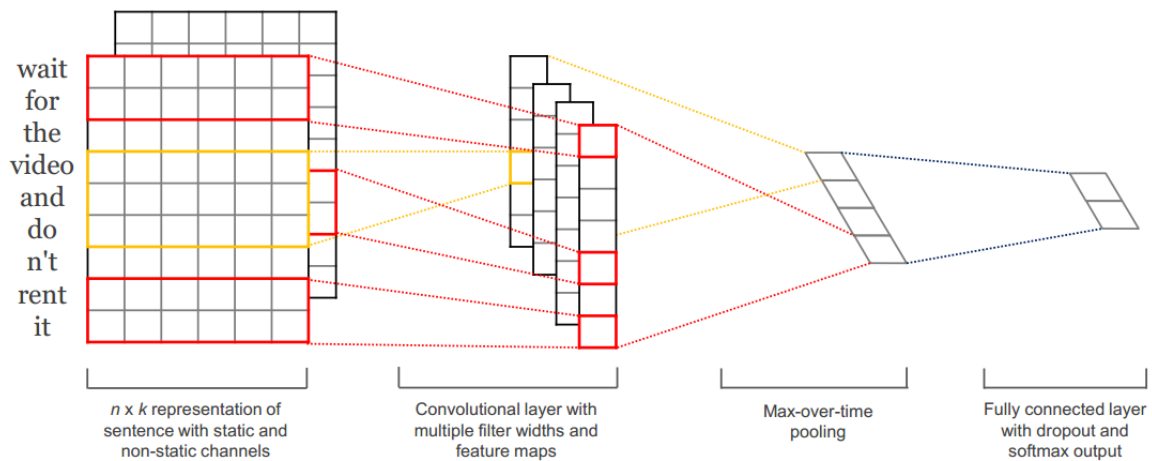 wait
for
the
video
and
do
n't
rent
it
n x k representation of
sentence with static and
non-static channels
Convolutional layer with
multiple filter widths and
feature maps
Max-over-time
pooling
Fully connected layer
with dropout and
softmax output